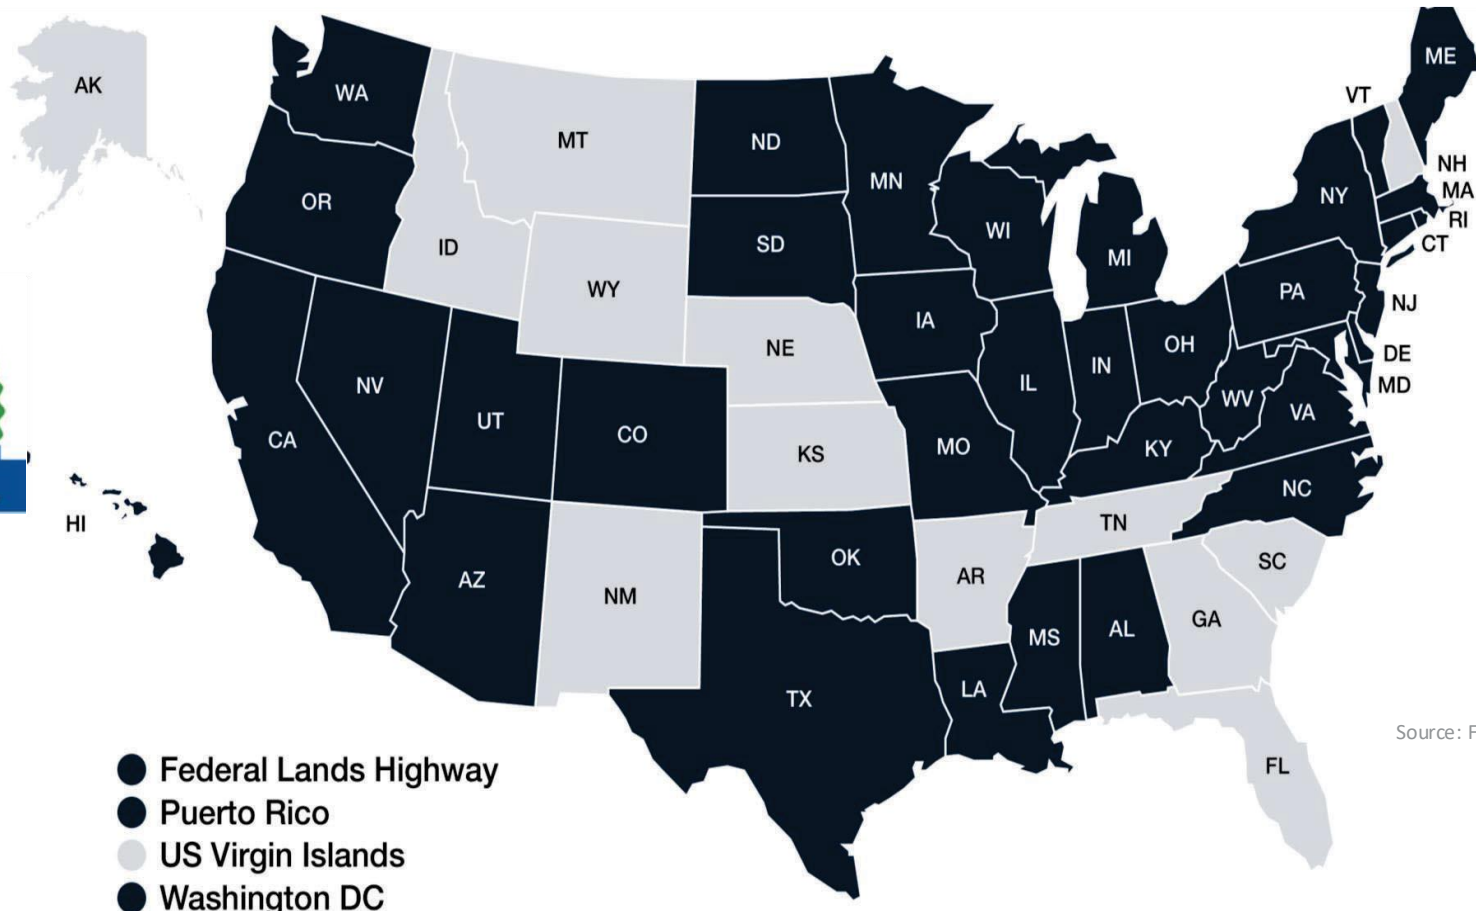 AK
WA
MT
ND
MN
ME
VT
NH
MA
RI
CT
NY
OR
ID
WY
SD
WI
MI
PA
NJ
DE
MD
NE
IA
IL
IN
OH
WV
VA
NV
UT
CO
CA
KS
MO
KY
NC
HI
TN
SC
AZ
NM
OK
AR
MS
AL
GA
TX
LA
FL
Source: F
Federal Lands Highway
Puerto Rico
US Virgin Islands
Washington DC